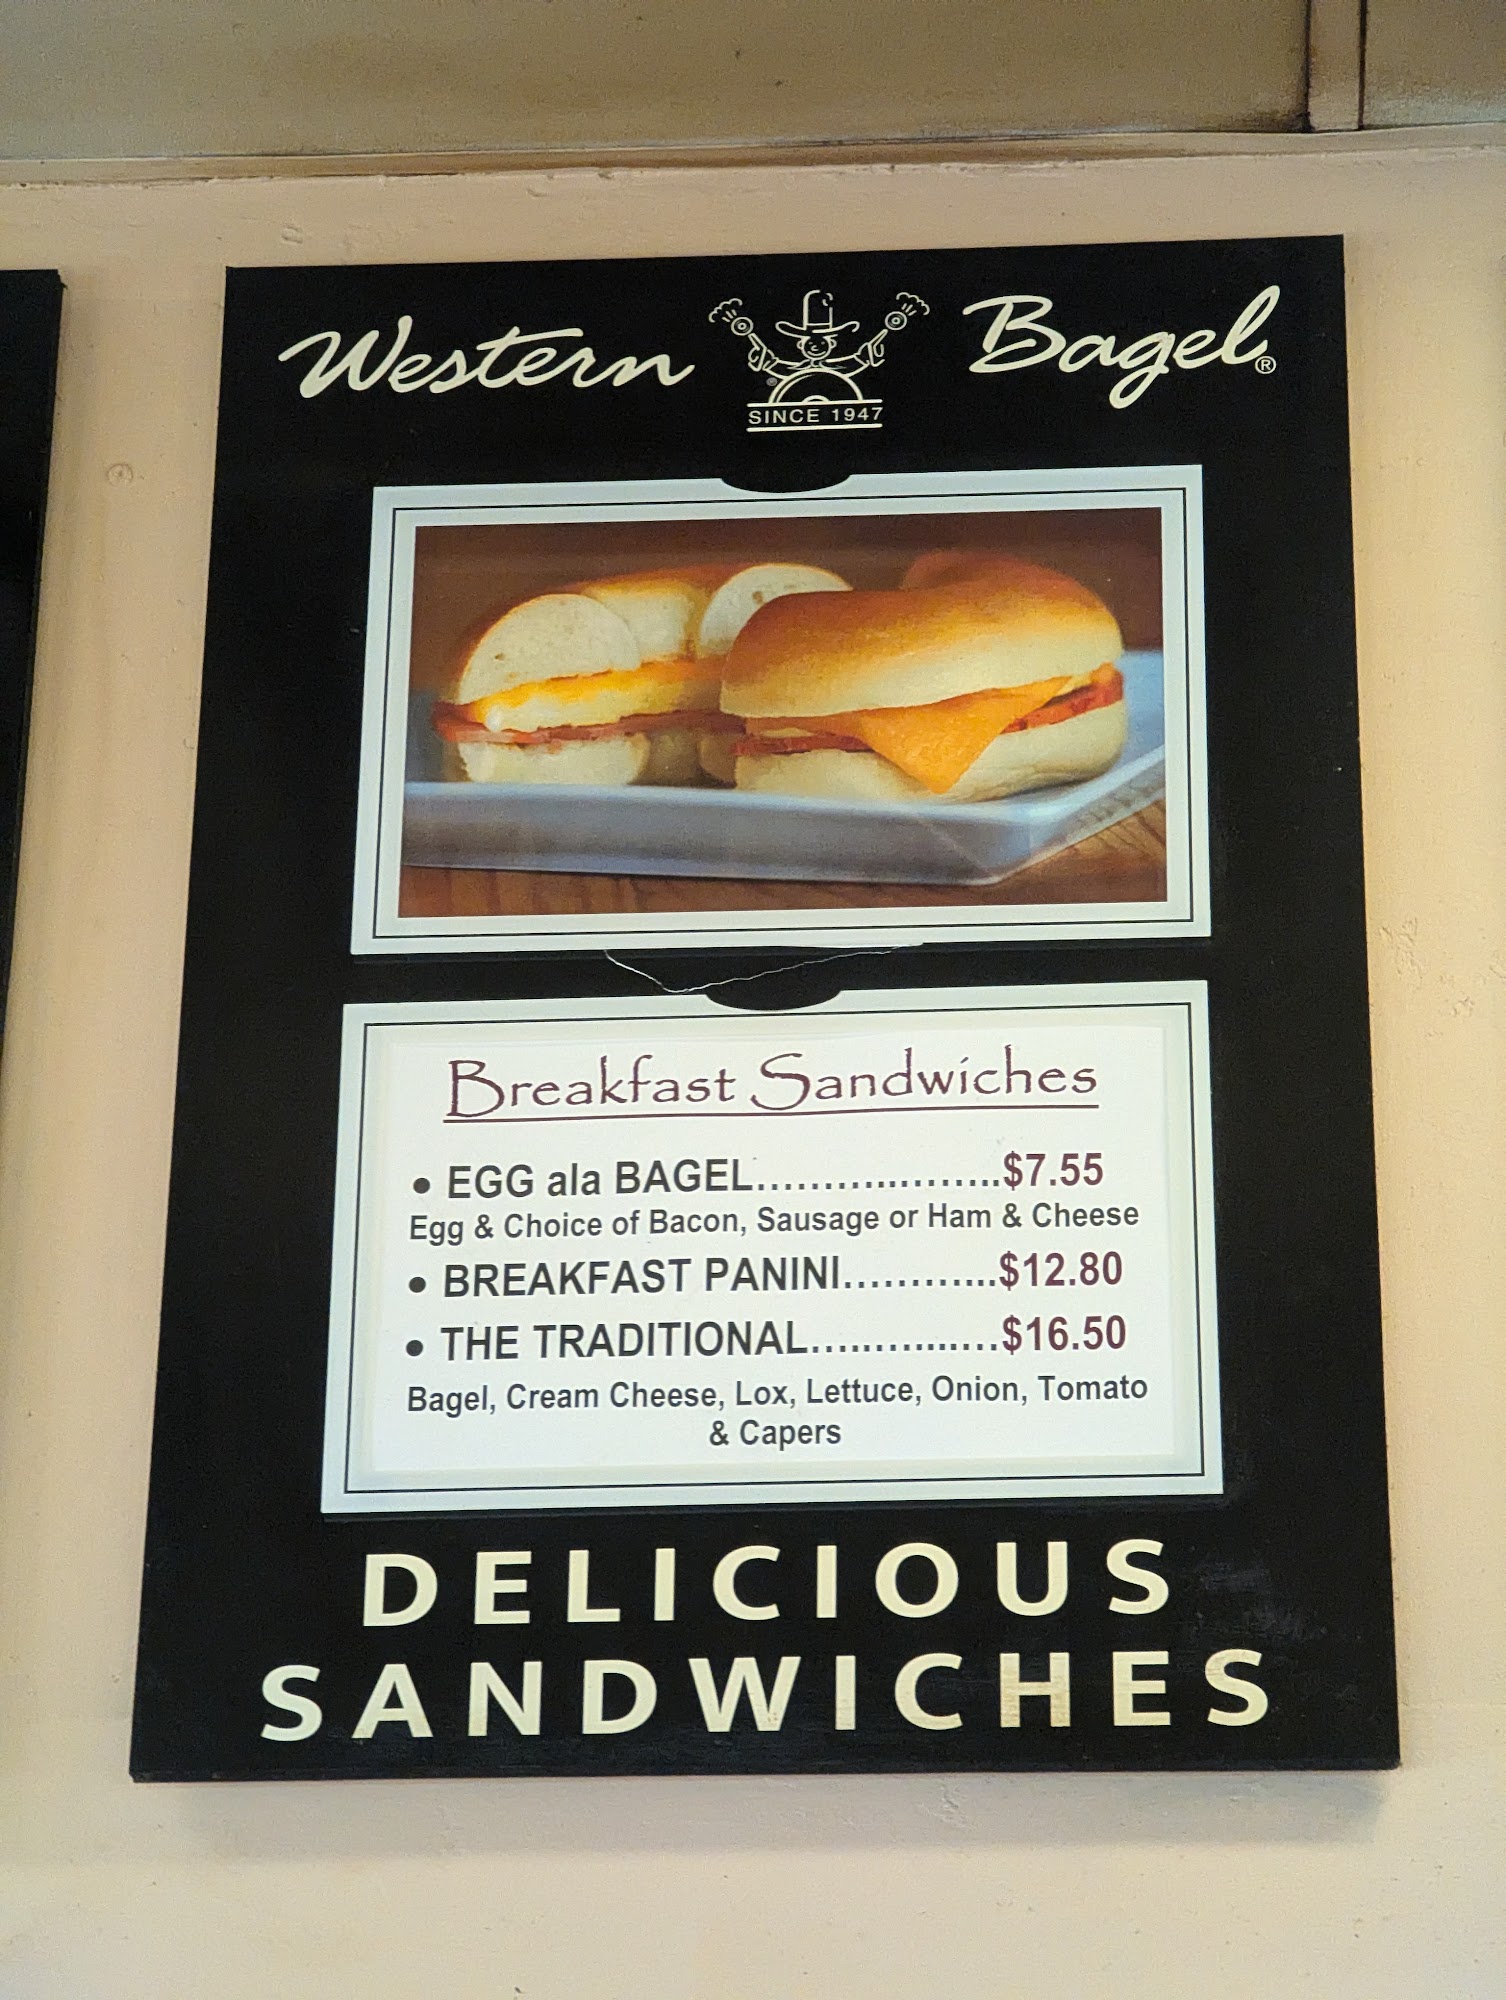 Western Bagel®
SINCE 1947
Breakfast Sandwiches
• EGG ala BAGEL....................$7.55
Egg & Choice of Bacon, Sausage or Ham & Cheese
• BREAKFAST PANINI............$12.80
• THE TRADITIONAL...............$16.50
Bagel, Cream Cheese, Lox, Lettuce, Onion, Tomato
& Capers
DELICIOUS
SANDWICHES